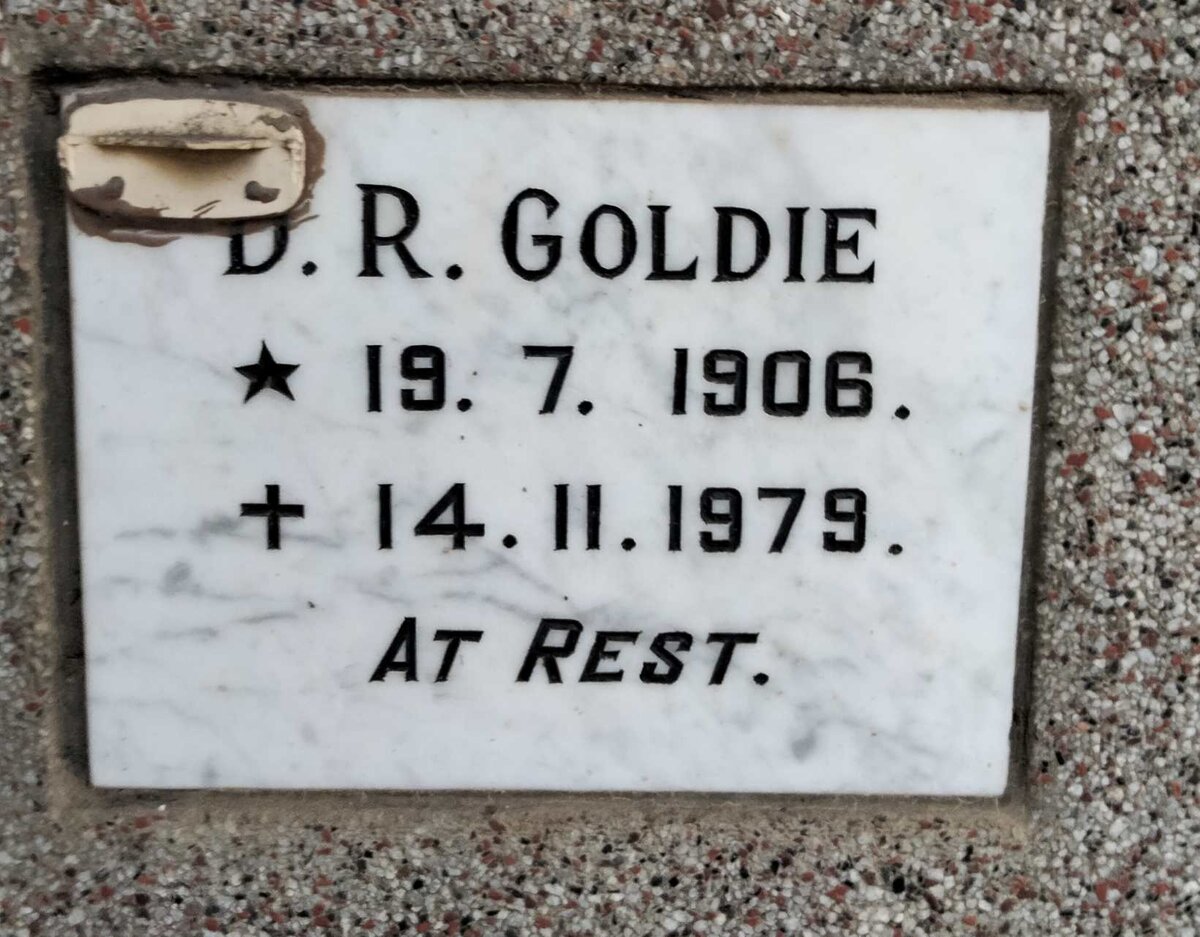 D. R. GOLDIE
★ 19. 7. 1906.
✝ 14. 11. 1979.
AT REST.